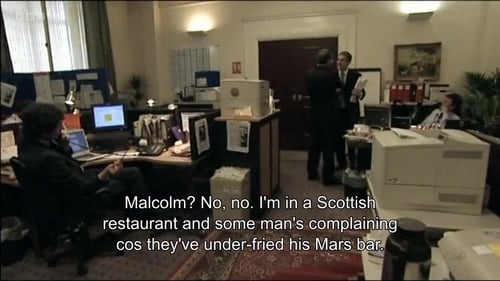 Malcolm? No, no. I'm in a Scottish
restaurant and some man's complaining
cos they've under-fried his Mars bar.